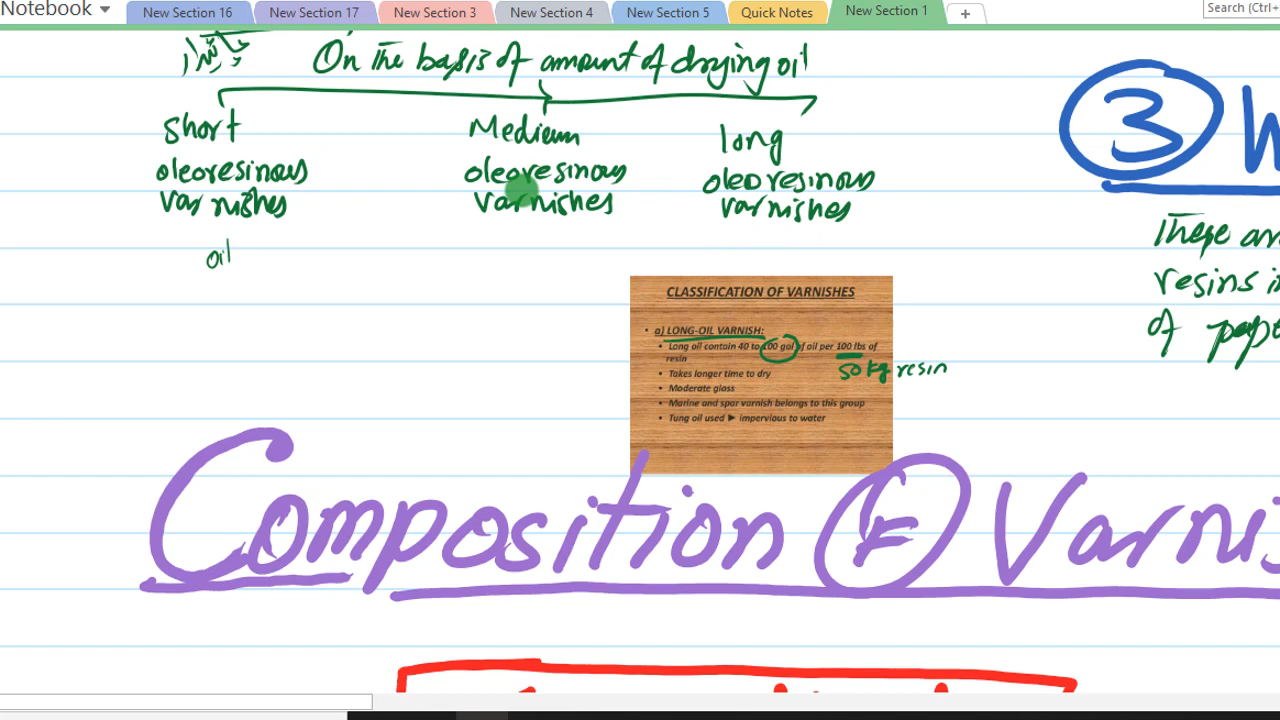 Notebook
New Section 16
New Section 17
New Section 3
New Section 4
New Section 5
Quick Notes
New Section 1
Search (Ctrl+
On the basis of amount of drying oil
Short
oleoresinous
varnishes
oil
Medium
oleoresinous
varnishes
long
oleoresinous
varnishes
CLASSIFICATION OF VARNISHES
• a) LONG-OIL VARNISH:
• Long oil contain 40 to 100 gal of oil per 100 lbs of
resin
50 kg resin
• Takes longer time to dry
• Moderate gloss
• Marine and spar varnish belongs to this group
• Tung oil used ► impervious to water
3
These are
resins i
of
Composition OF Varnis